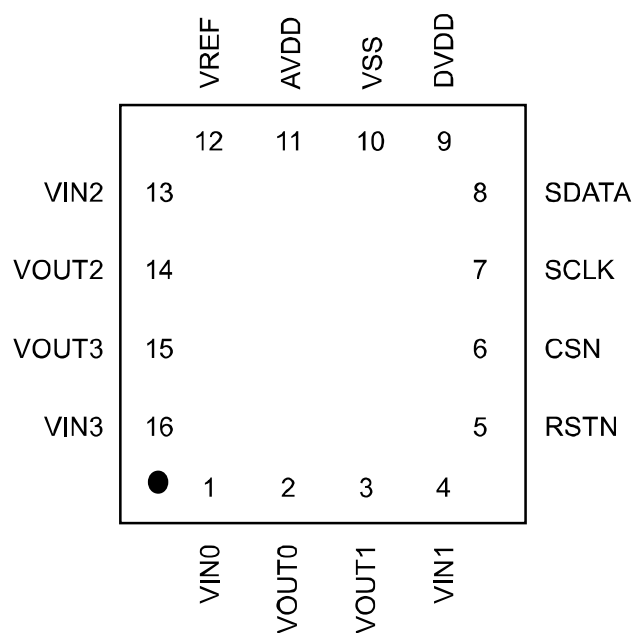 VREF AVDD VSS DVDD
12 11 10 9
VIN2 13 8 SDATA
VOUT2 14 7 SCLK
VOUT3 15 6 CSN
VIN3 16 5 RSTN
1 2 3 4
VIN0 VOUT0 VOUT1 VIN1